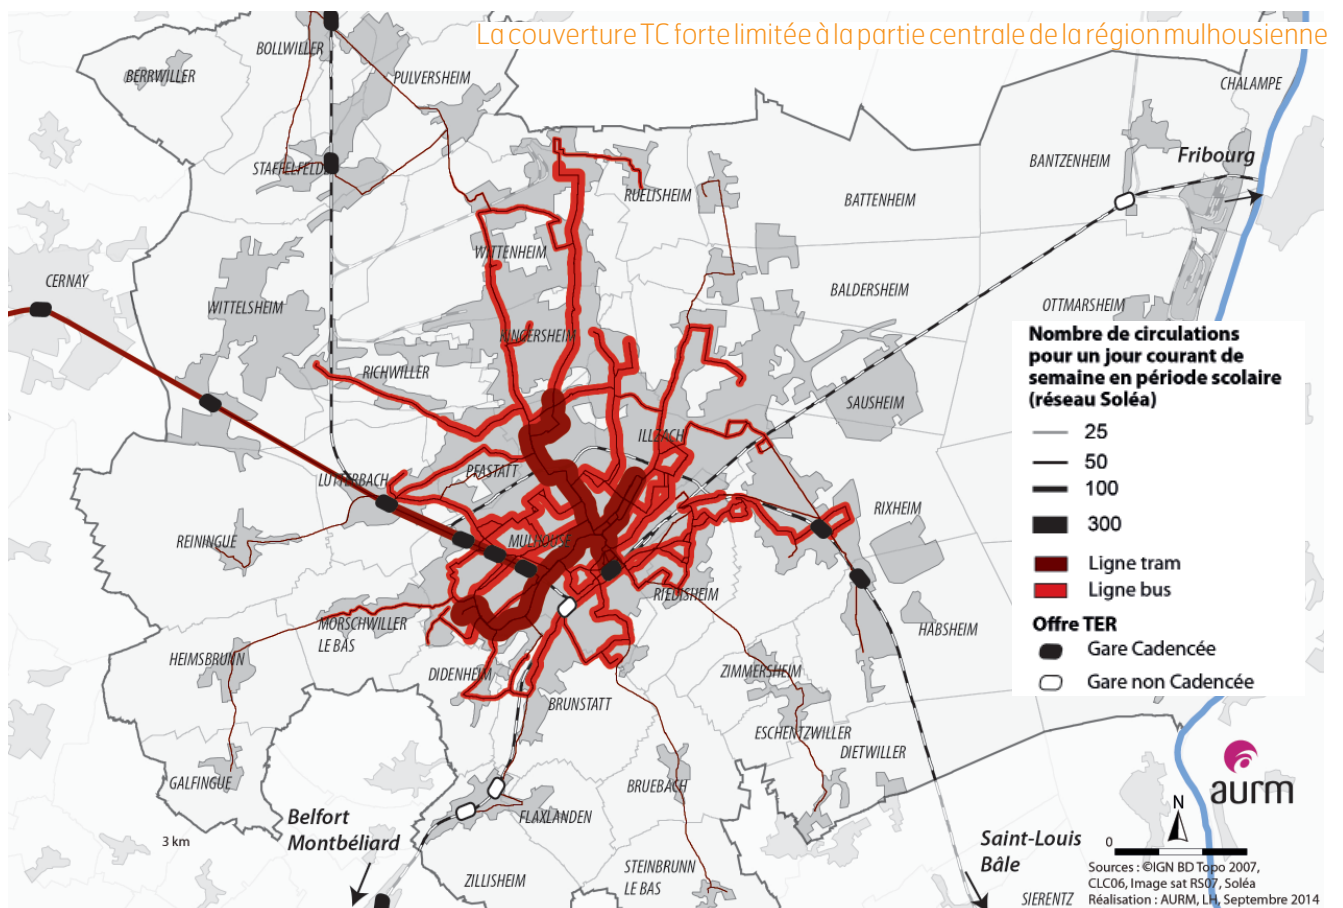 La couverture TC forte limitée à la partie centrale de la région mulhousienne
BOLLWILLER
BERRWILLER
PULVERSHEIM
CHALAMPE
STAFFELFELDE
RUELISHEIM
BATTENHEIM
BANTZENHEIM
Fribourg
CERNAY
WITTELSHEIM
WITTENHEIM
BALDERSHEIM
OTTMARSHEIM
KINGERSHEIM
RICHWILLER
SAUSHEIM
ILLZACH
PFASTATT
LUTTERBACH
REININGUE
MULHOUSE
RIXHEIM
RIEDISHEIM
HABSHEIM
MORSCHWILLER
LE BAS
HEIMSBRUNN
DIDENHEIM
BRUNSTATT
ZIMMERSHEIM
ESCHENTZWILLER
DIETWILLER
GALFINGUE
BRUEBACH
FLAXLANDEN
Belfort
Montbéliard
ZILLISHEIM
STEINBRUNN
LE BAS
Saint-Louis
Bâle
SIERENTZ
3 km
Nombre de circulations
pour un jour courant de
semaine en période scolaire
(réseau Soléa)
25
50
100
300
Ligne tram
Ligne bus
Offre TER
Gare Cadencée
Gare non Cadencée
aurm
N
0
Sources : ©IGN BD Topo 2007,
CLC06, Image sat RS07, Soléa
Réalisation : AURM, LH, Septembre 2014